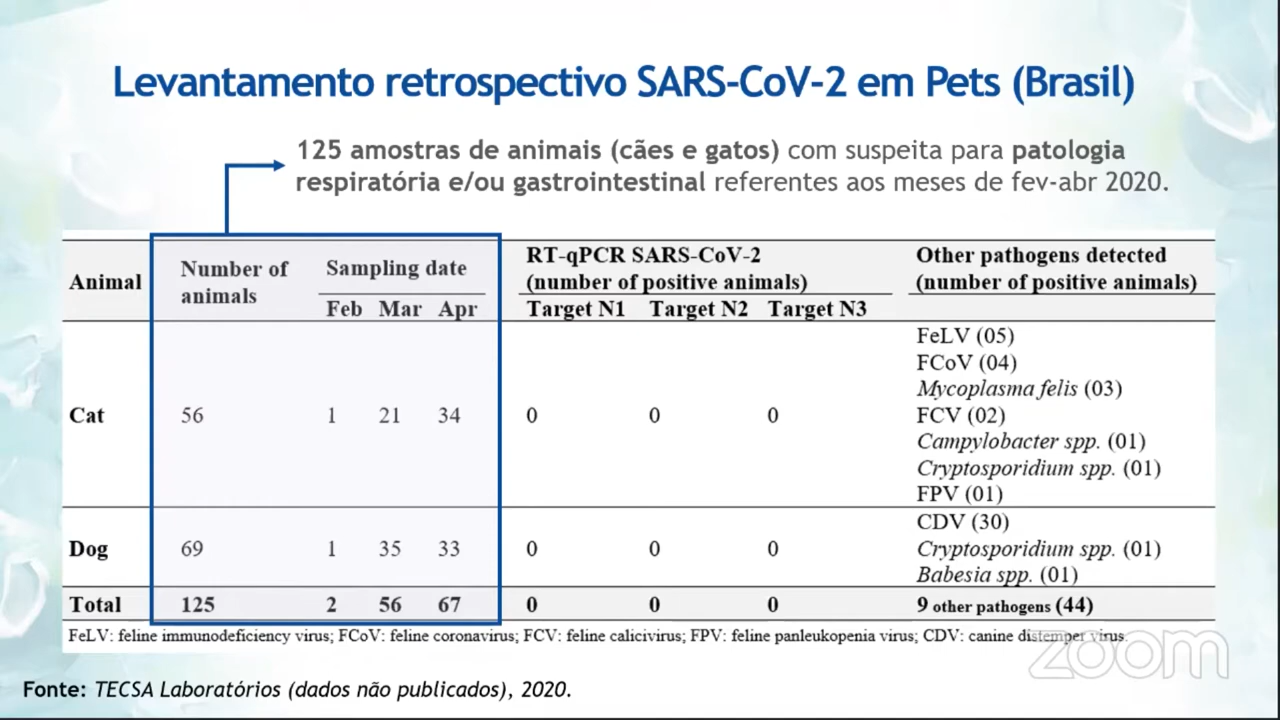 Levantamento retrospectivo SARS-CoV-2 em Pets (Brasil)
125 amostras de animais (cães e gatos) com suspeita para patologia
respiratória e/ou gastrointestinal referentes aos meses de fev-abr 2020.
Animal Number of animals Sampling date RT-qPCR SARS-CoV-2 (number of positive animals) Other pathogens detected (number of positive animals)
Feb Mar Apr Target N1 Target N2 Target N3
Cat 56 1 21 34 0 0 0
FeLV (05)
FCoV (04)
Mycoplasma felis (03)
FCV (02)
Campylobacter spp. (01)
Cryptosporidium spp. (01)
FPV (01)
Dog 69 1 35 33 0 0 0
CDV (30)
Cryptosporidium spp. (01)
Babesia spp. (01)
Total 125 2 56 67 0 0 0 9 other pathogens (44)
FeLV: feline immunodeficiency virus; FCoV: feline coronavirus; FCV: feline calicivirus; FPV: feline panleukopenia virus; CDV: canine distemper virus.
zoom
Fonte: TECSA Laboratórios (dados não publicados), 2020.